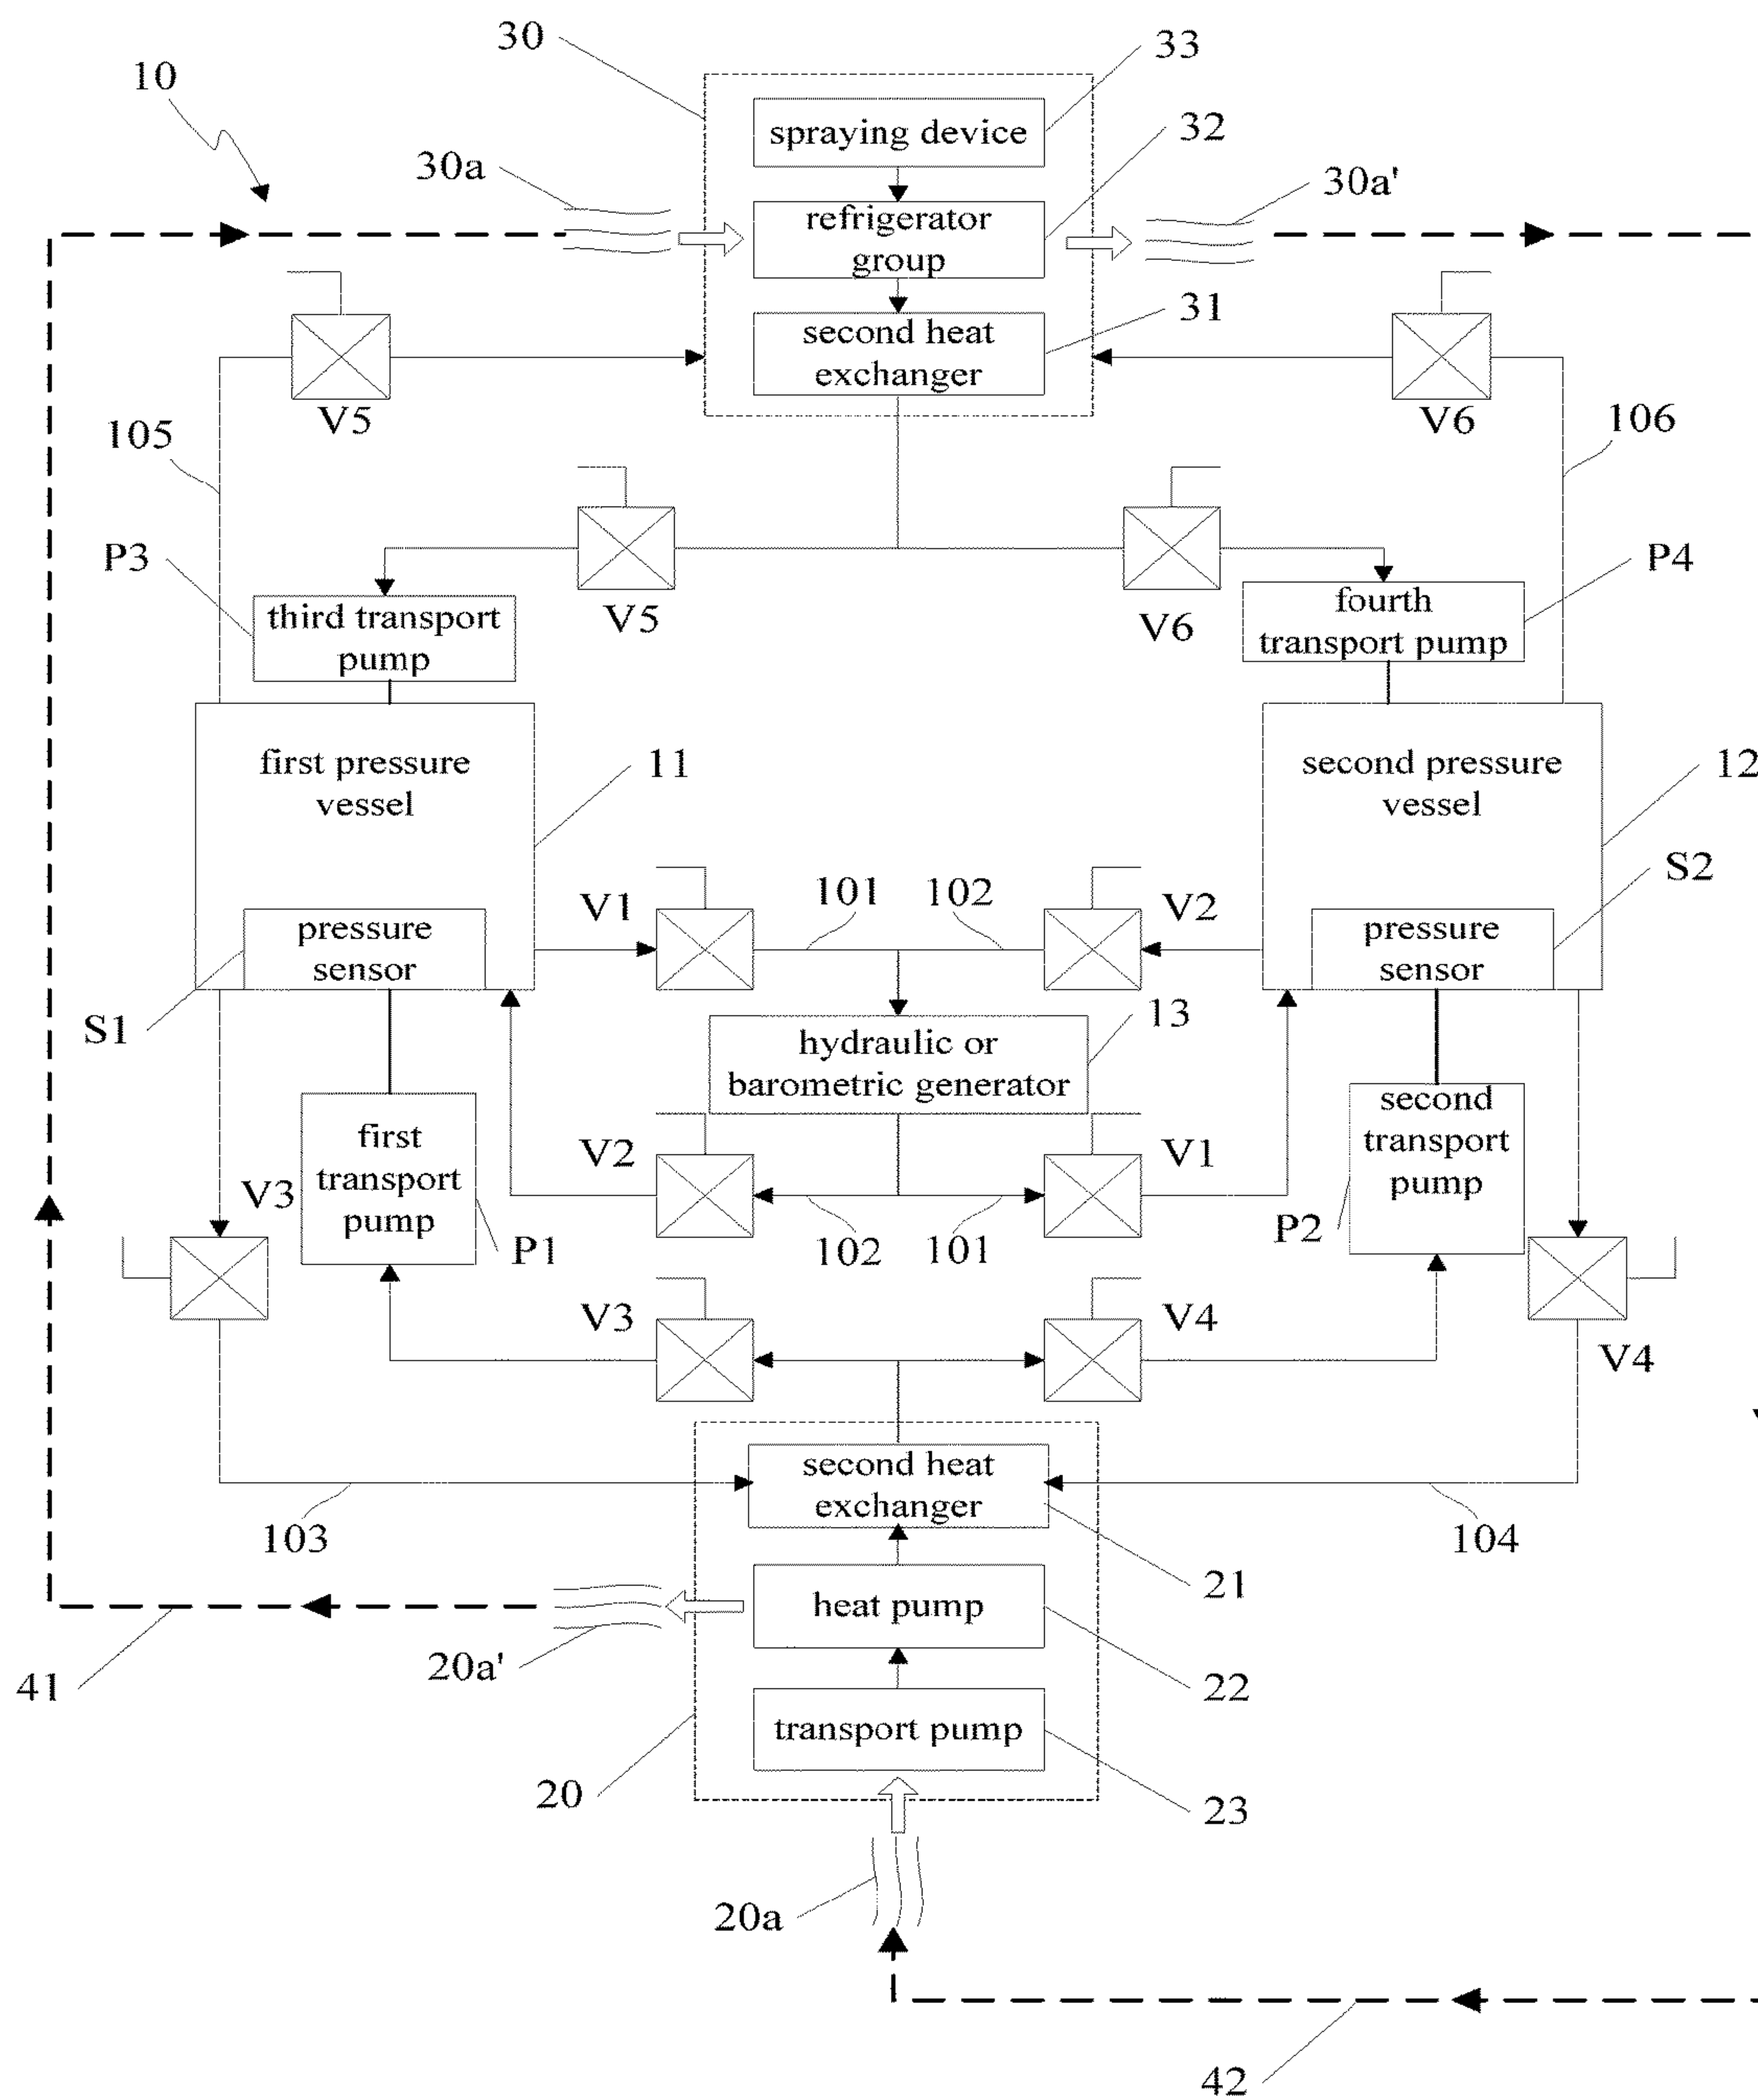 30
33
10
spraying device
32
30a
30a'
refrigerator
group
31
second heat
exchanger
V5
V6
105
106
P3
P4
V5
V6
third transport
pump
fourth
transport pump
first pressure
vessel
11
second pressure
vessel
12
S2
V1
101
102
V2
pressure
sensor
pressure
sensor
S1
13
hydraulic or
barometric generator
first
transport
pump
second
transport
pump
V2
V1
V3
P1
102
101
P2
V3
V4
V4
second heat
exchanger
103
104
21
heat pump
20a'
41
22
transport pump
20
23
20a
42